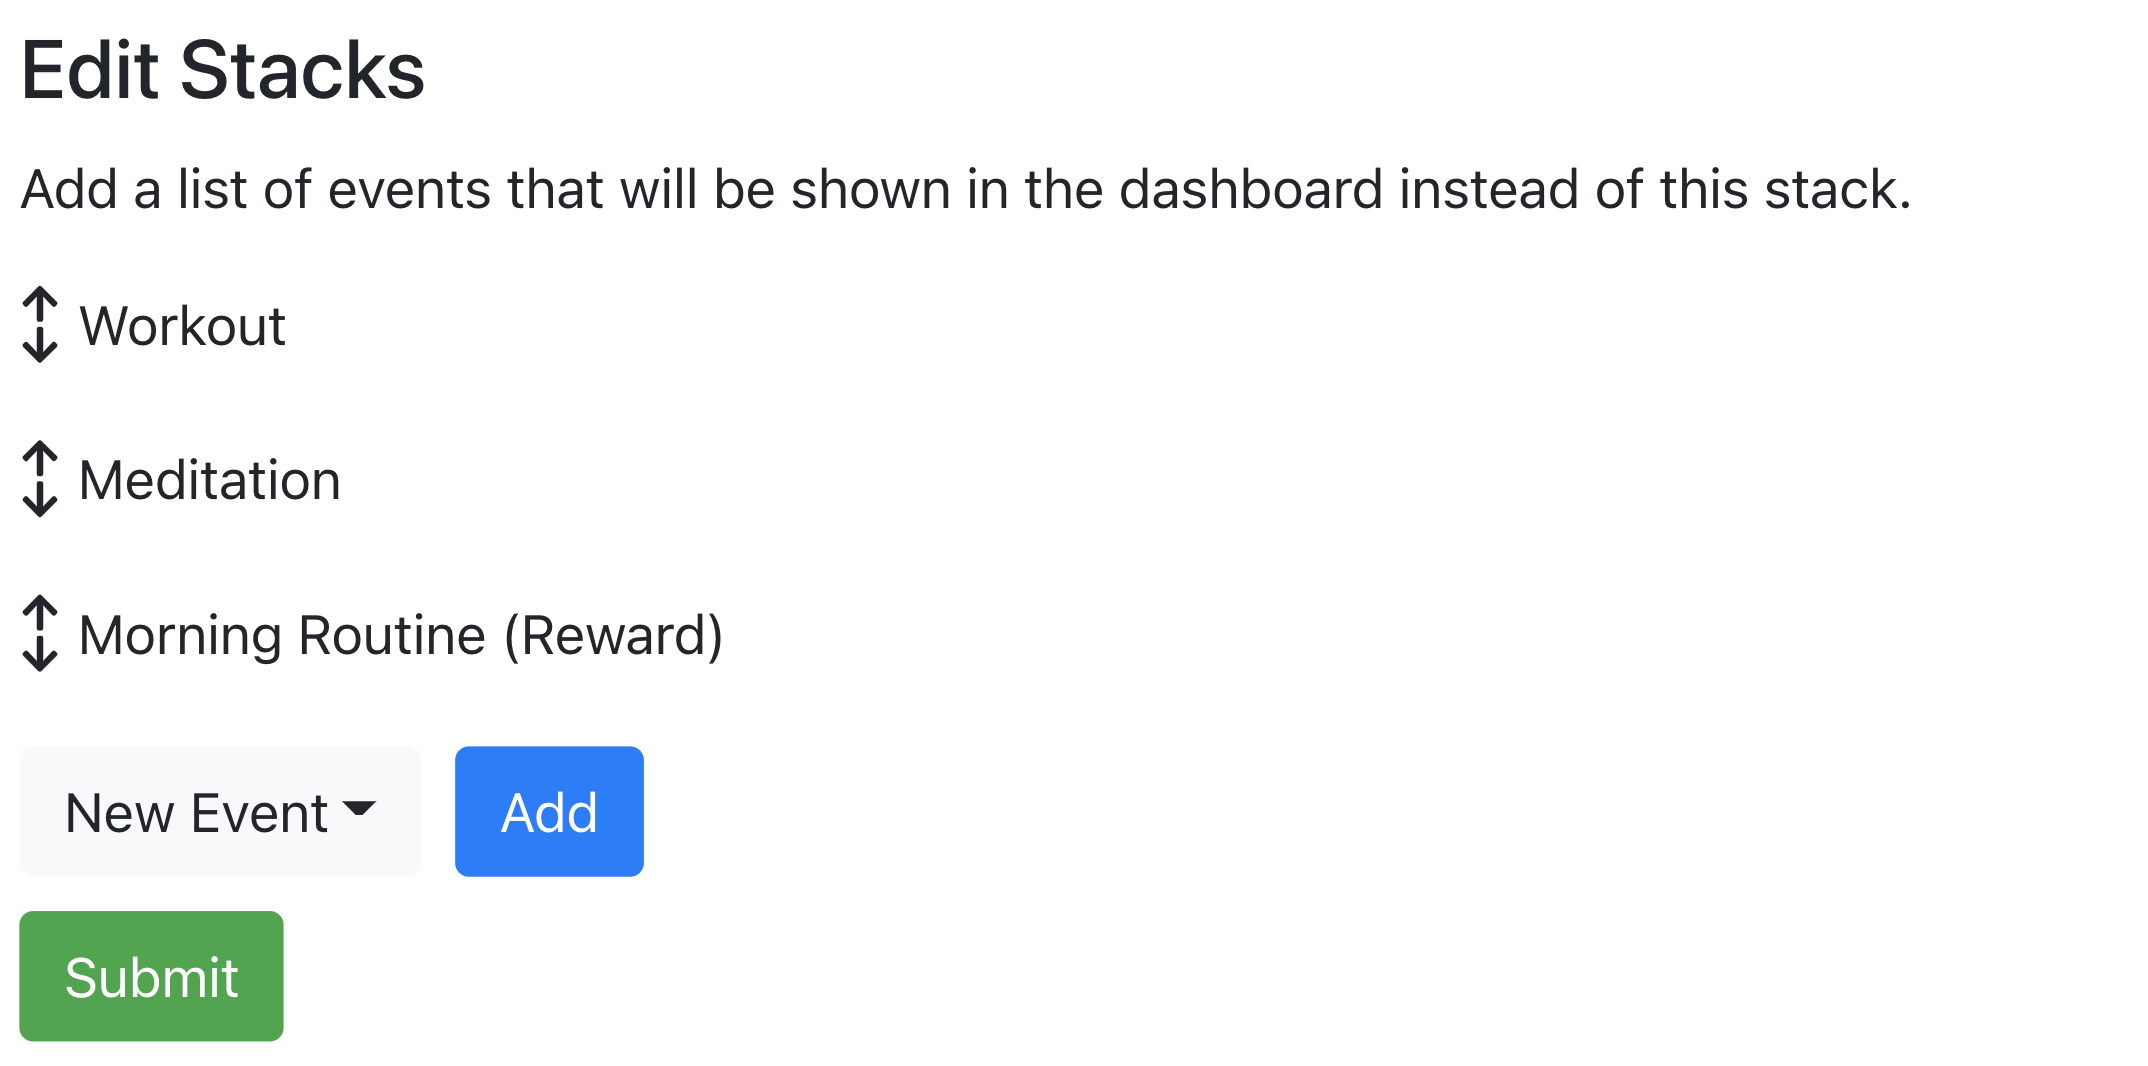 Edit Stacks
Add a list of events that will be shown in the dashboard instead of this stack.
Workout
Meditation
Morning Routine (Reward)
New Event Add
Submit